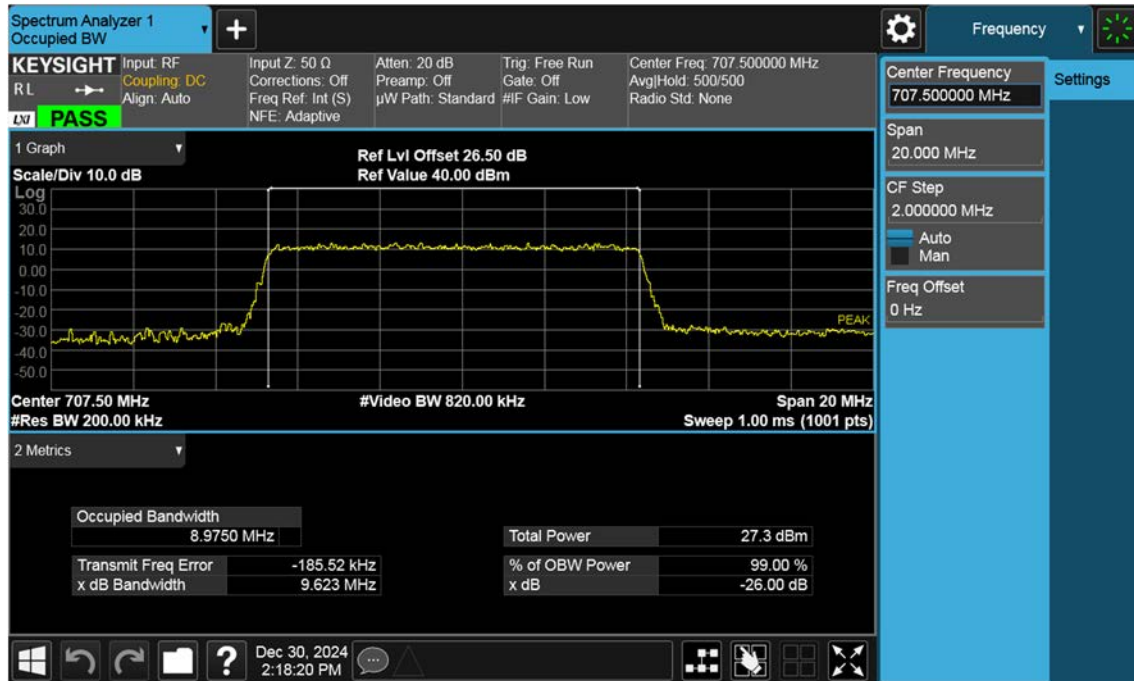 Spectrum Analyzer 1
Occupied BW
Frequency
KEYSIGHT
R L
LXI PASS
Input: RF
Coupling: DC
Align: Auto
Input Z: 50 Ω
Corrections: Off
Freq Ref: Int (S)
NFE: Adaptive
Atten: 20 dB
Preamp: Off
µW Path: Standard
Trig: Free Run
Gate: Off
#IF Gain: Low
Center Freq: 707.500000 MHz
Avg|Hold: 500/500
Radio Std: None
Center Frequency
707.500000 MHz
Settings
Span
20.000 MHz
CF Step
2.000000 MHz
Auto
Man
Freq Offset
0 Hz
1 Graph
Scale/Div 10.0 dB
Ref Lvl Offset 26.50 dB
Ref Value 40.00 dBm
Log
30.0
20.0
10.0
0.00
-10.0
-20.0
-30.0
-40.0
-50.0
PEAK
Center 707.50 MHz
#Video BW 820.00 kHz
Span 20 MHz
#Res BW 200.00 kHz
Sweep 1.00 ms (1001 pts)
2 Metrics
Occupied Bandwidth
8.9750 MHz
Total Power 27.3 dBm
Transmit Freq Error -185.52 kHz
% of OBW Power 99.00 %
x dB Bandwidth 9.623 MHz
x dB -26.00 dB
?
Dec 30, 2024
2:18:20 PM